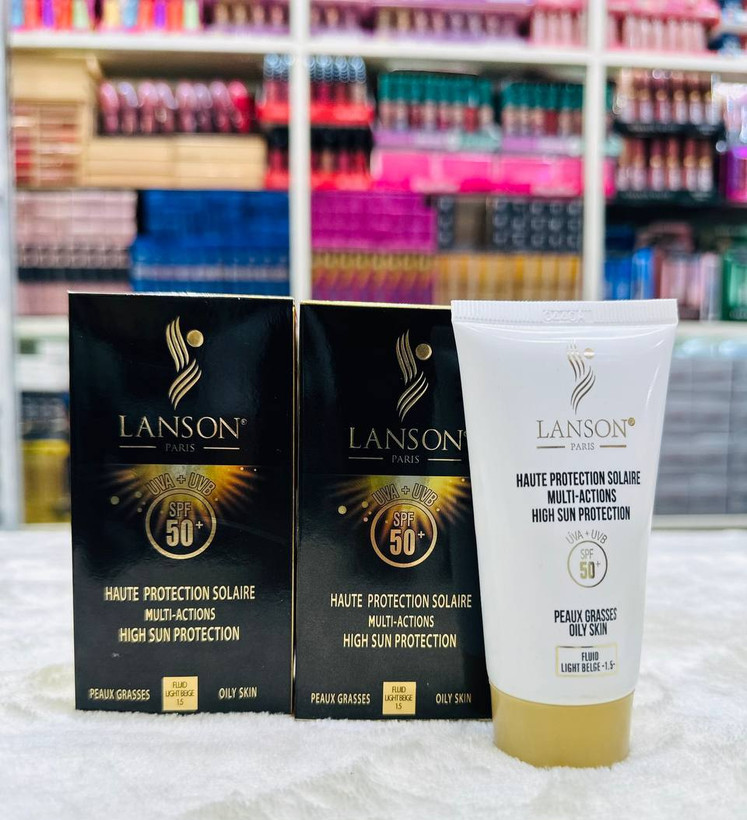 LANSON®
PARIS
UVA + UVB
SPF
50+
HAUTE PROTECTION SOLAIRE
MULTI-ACTIONS
HIGH SUN PROTECTION
PEAUX GRASSES
FLUID
LIGHT BEIGE
1.5
OILY SKIN
LANSON
PARIS
UVA + UVB
SPF
50+
HAUTE PROTECTION SOLAIRE
MULTI-ACTIONS
HIGH SUN PROTECTION
PEAUX GRASSES
FLUID
LIGHT BEIGE
1.5
OILY SKIN
LANSON®
PARIS
HAUTE PROTECTION SOLAIRE
MULTI-ACTIONS
HIGH SUN PROTECTION
UVA + UVB
SPF
50+
PEAUX GRASSES
OILY SKIN
FLUID
LIGHT BEIGE -1.5-